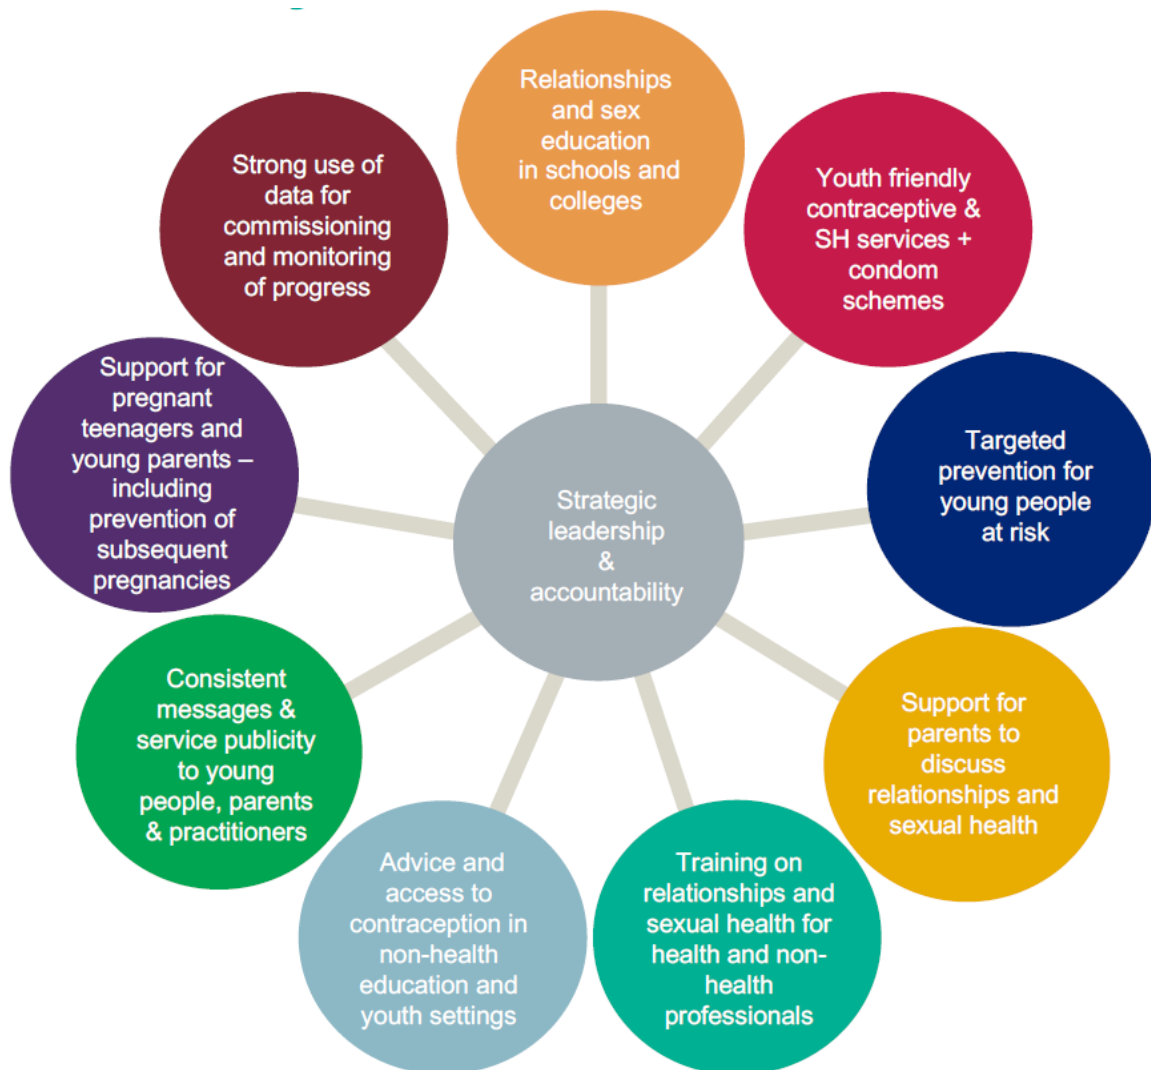 Relationships
and sex
education
in schools and
colleges
Youth friendly
contraceptive &
SH services +
condom
schemes
Targeted
prevention for
young people
at risk
Support for
parents to
discuss
relationships and
sexual health
Training on
relationships and
sexual health for
health and non-
health
professionals
Advice and
access to
contraception in
non-health
education and
youth settings
Consistent
messages &
service publicity
to young
people, parents
& practitioners
Support for
pregnant
teenagers and
young parents –
including
prevention of
subsequent
pregnancies
Strong use of
data for
commissioning
and monitoring
of progress
Strategic
leadership
&
accountability